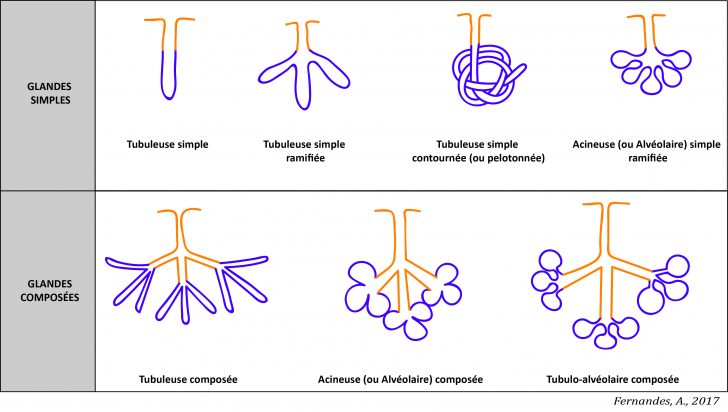 GLANDES
SIMPLES
Tubuleuse simple
Tubuleuse simple
ramifiée
Tubuleuse simple
contournée (ou pelotonnée)
Acineuse (ou Alvéolaire) simple
ramifiée
GLANDES
COMPOSÉES
Tubuleuse composée
Acineuse (ou Alvéolaire) composée
Tubulo-alvéolaire composée
Fernandes, A., 2017